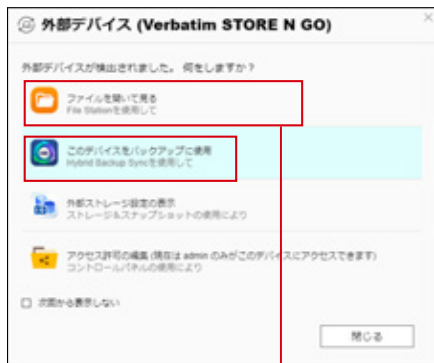 外部デバイス (Verbatim STORE N GO)
外部デバイスが検出されました。 何をしますか？
ファイルを開いて見る
File Stationを使用して
このデバイスをバックアップに使用
Hybrid Backup Syncを使用して
外部ストレージ設定の表示
ストレージ&スナップショットの使用により
アクセス許可の編集 (現在は admin のみがこのデバイスにアクセスできます)
コントロールパネルの使用により
次回から表示しない
閉じる